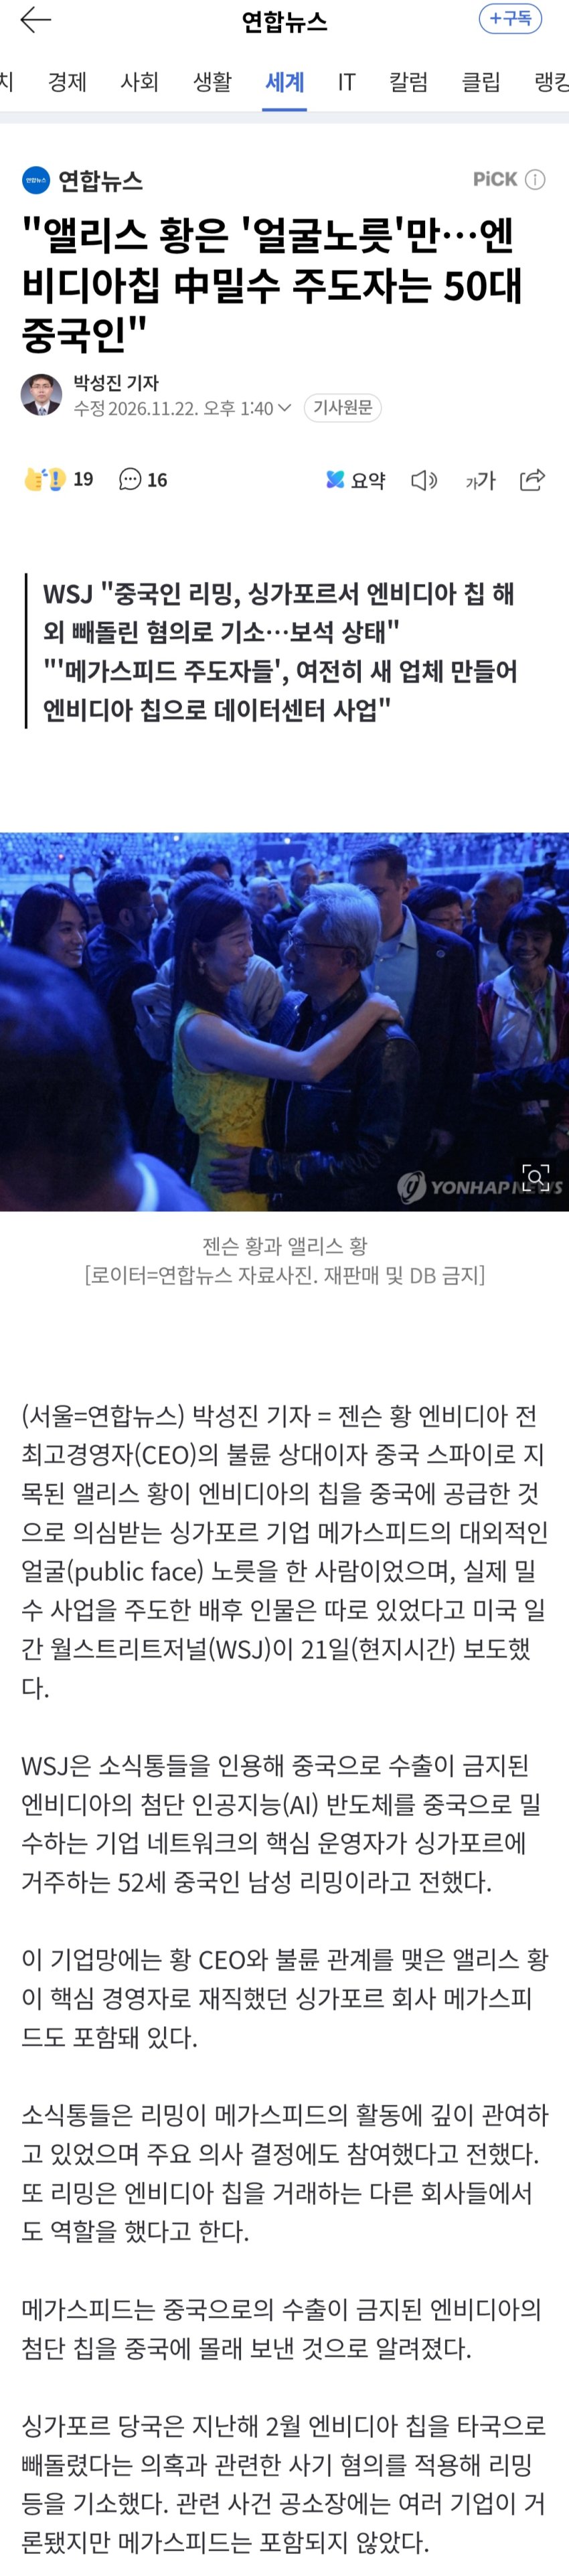 연합뉴스
+구독
치 경제 사회 생활 세계 IT 칼럼 클립 랭킹
연합뉴스 연합뉴스
PiCK
"앨리스 황은 '얼굴노릇'만…엔
비디아칩 中밀수 주도자는 50대
중국인"
박성진 기자
수정 2026.11.22. 오후 1:40
기사원문
19 16 요약 가가
WSJ "중국인 리밍, 싱가포르서 엔비디아 칩 해
외 빼돌린 혐의로 기소…보석 상태"
"'메가스피드 주도자들', 여전히 새 업체 만들어
엔비디아 칩으로 데이터센터 사업"
YONHAPNEWS
젠슨 황과 앨리스 황
[로이터=연합뉴스 자료사진. 재판매 및 DB 금지]
(서울=연합뉴스) 박성진 기자 = 젠슨 황 엔비디아 전
최고경영자(CEO)의 불륜 상대이자 중국 스파이로 지
목된 앨리스 황이 엔비디아의 칩을 중국에 공급한 것
으로 의심받는 싱가포르 기업 메가스피드의 대외적인
얼굴(public face) 노릇을 한 사람이었으며, 실제 밀
수 사업을 주도한 배후 인물은 따로 있었다고 미국 일
간 월스트리트저널(WSJ)이 21일(현지시간) 보도했
다.
WSJ은 소식통들을 인용해 중국으로 수출이 금지된
엔비디아의 첨단 인공지능(AI) 반도체를 중국으로 밀
수하는 기업 네트워크의 핵심 운영자가 싱가포르에
거주하는 52세 중국인 남성 리밍이라고 전했다.
이 기업망에는 황 CEO와 불륜 관계를 맺은 앨리스 황
이 핵심 경영자로 재직했던 싱가포르 회사 메가스피
드도 포함돼 있다.
소식통들은 리밍이 메가스피드의 활동에 깊이 관여하
고 있었으며 주요 의사 결정에도 참여했다고 전했다.
또 리밍은 엔비디아 칩을 거래하는 다른 회사들에서
도 역할을 했다고 한다.
메가스피드는 중국으로의 수출이 금지된 엔비디아의
첨단 칩을 중국에 몰래 보낸 것으로 알려졌다.
싱가포르 당국은 지난해 2월 엔비디아 칩을 타국으로
빼돌렸다는 의혹과 관련한 사기 혐의를 적용해 리밍
등을 기소했다. 관련 사건 공소장에는 여러 기업이 거
론됐지만 메가스피드는 포함되지 않았다.